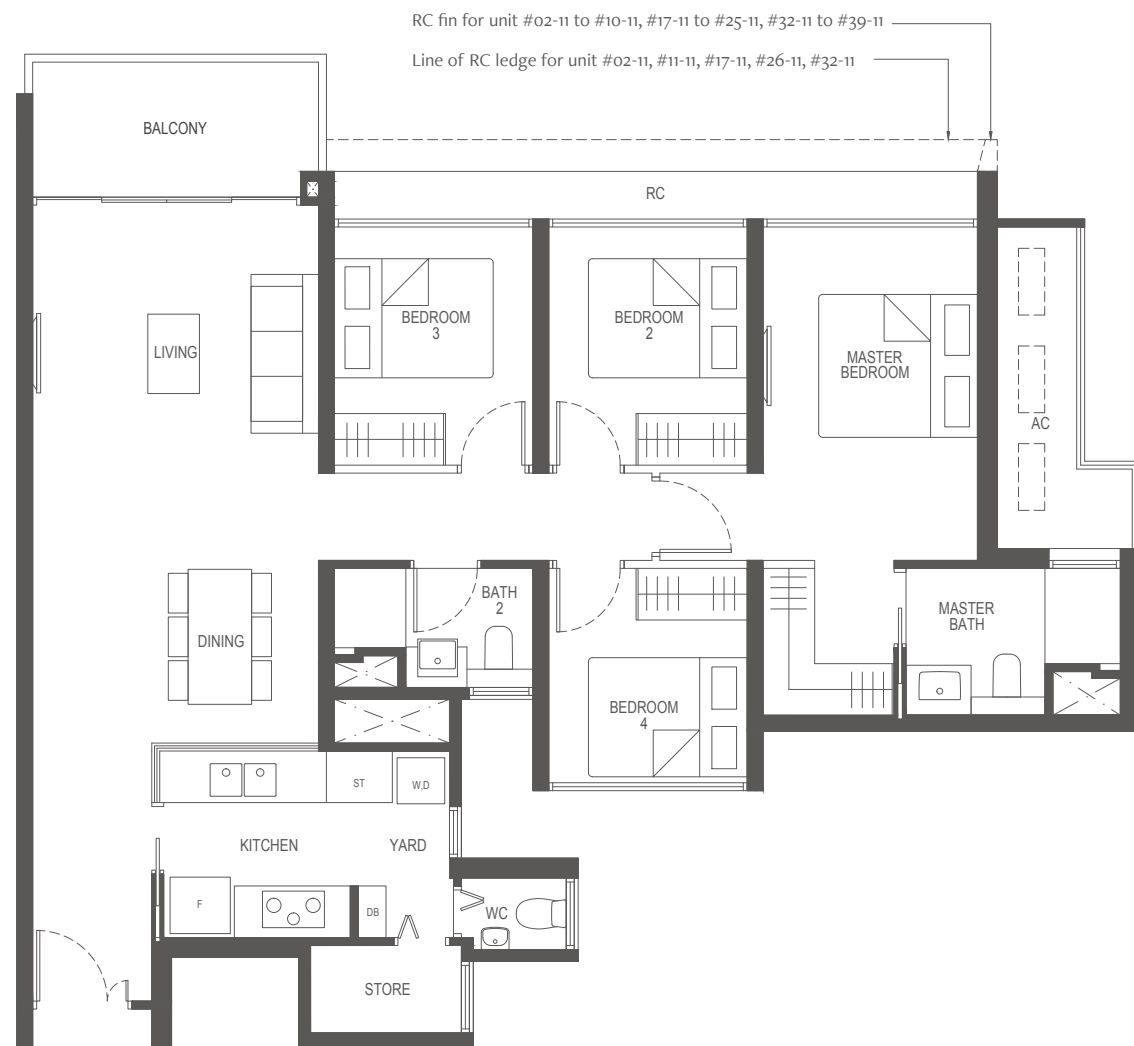 RC fin for unit #02-11 to #10-11, #17-11 to #25-11, #32-11 to #39-11
Line of RC ledge for unit #02-11, #11-11, #17-11, #26-11, #32-11
BALCONY
RC
BEDROOM
3
BEDROOM
2
LIVING
MASTER
BEDROOM
AC
BATH
2
MASTER
BATH
DINING
BEDROOM
4
ST
W,D
KITCHEN
YARD
F
DB
WC
STORE